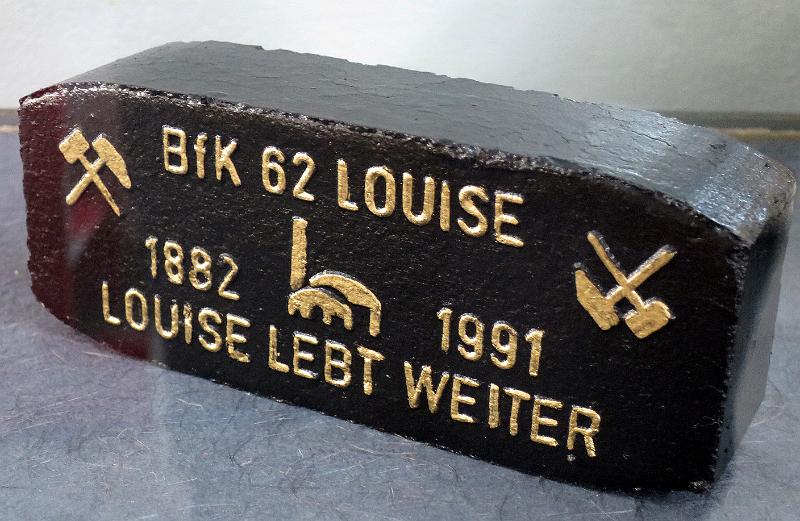 BfK 62 LOUISE
1882 1991
LOUISE LEBT WEITER